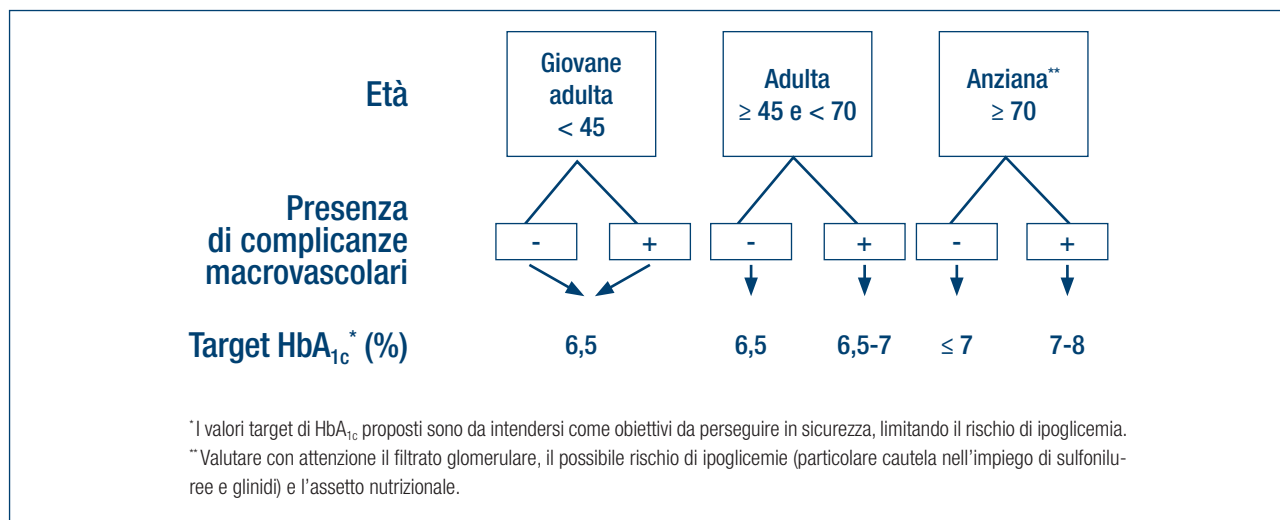 Età
Giovane
adulta
< 45
Adulta
≥ 45 e < 70
Anziana**
≥ 70
Presenza
di complicanze
macrovascolari
- + - + - +
Target HbA1c* (%)
6,5 6,5 6,5-7 ≤ 7 7-8
*I valori target di HbA1c proposti sono da intendersi come obiettivi da perseguire in sicurezza, limitando il rischio di ipoglicemia.
**Valutare con attenzione il filtrato glomerulare, il possibile rischio di ipoglicemie (particolare cautela nell'impiego di sulfonilu-
ree e glinidi) e l'assetto nutrizionale.